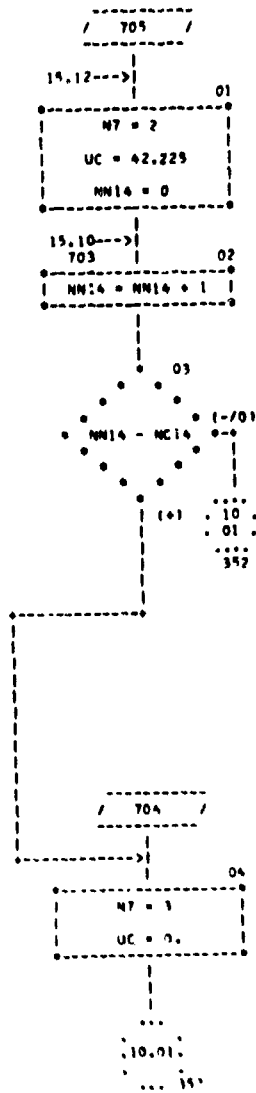 / 705 /
15.12--->
01
N7 = 2
UC = 42.225
NN14 = 0
15.10--->
703 02
NN14 = NN14 + 1
03
(-/0)
NN14 - NC14
(+)
10
01
352
/ 704 /
04
N7 = 3
UC = 0.
10.01